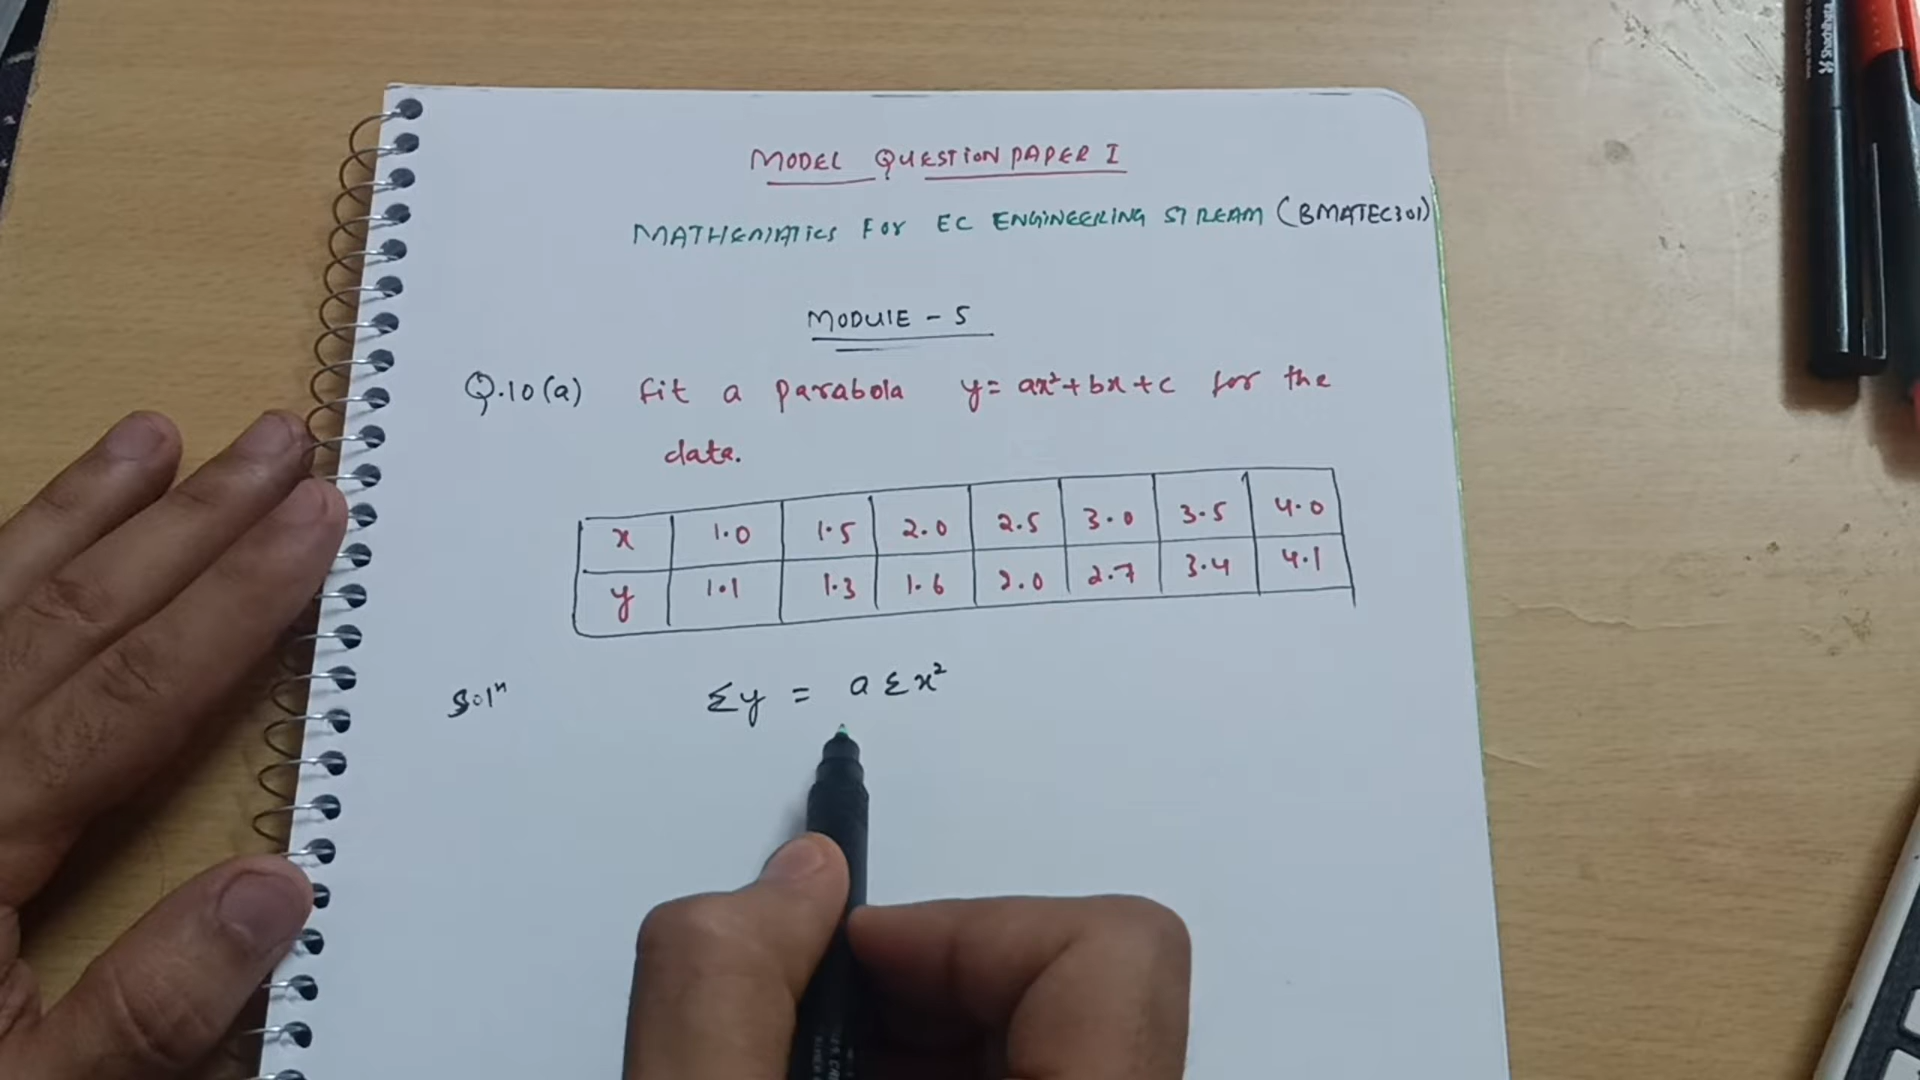 MODEL QUESTION PAPER I
MATHEMATICS FOR EC ENGINEERING STREAM (BMATEC301)
MODULE - 5
Q.10(a) Fit a parabola y= ax²+bx+c for the
data.
x 1.0 1.5 2.0 2.5 3.0 3.5 4.0
y 1.1 1.3 1.6 2.0 2.7 3.4 4.1
Solⁿ Σy = a Σx²